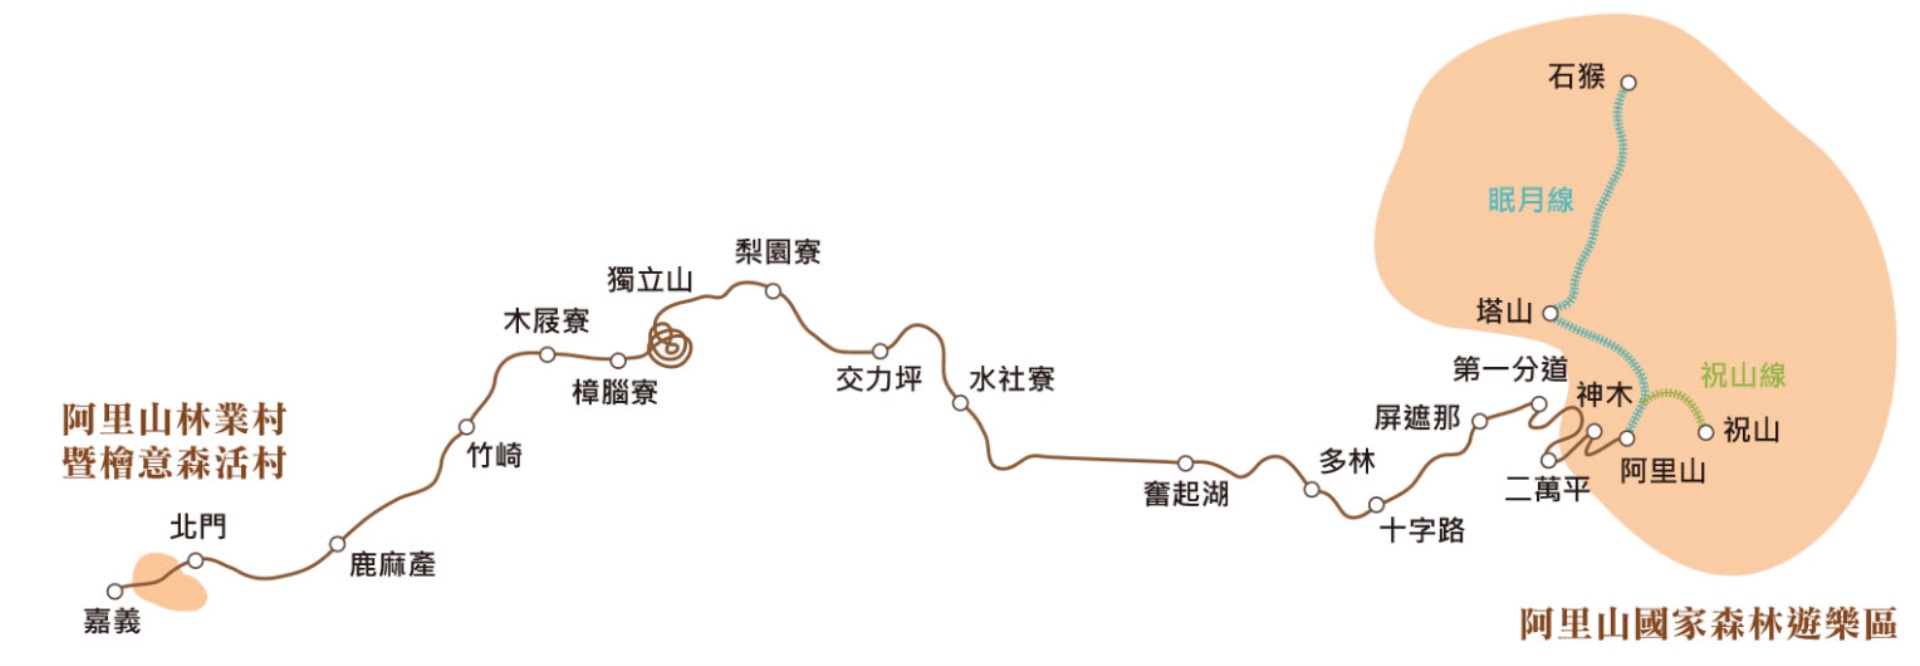 石猴
眠月線
塔山
梨園寮
獨立山
木屐寮
樟腦寮
交力坪
水社寮
第一分道
神木
祝山線
祝山
屏遮那
阿里山林業村
暨檜意森活村
竹崎
多林
阿里山
二萬平
奮起湖
十字路
北門
鹿麻產
嘉義
阿里山國家森林遊樂區